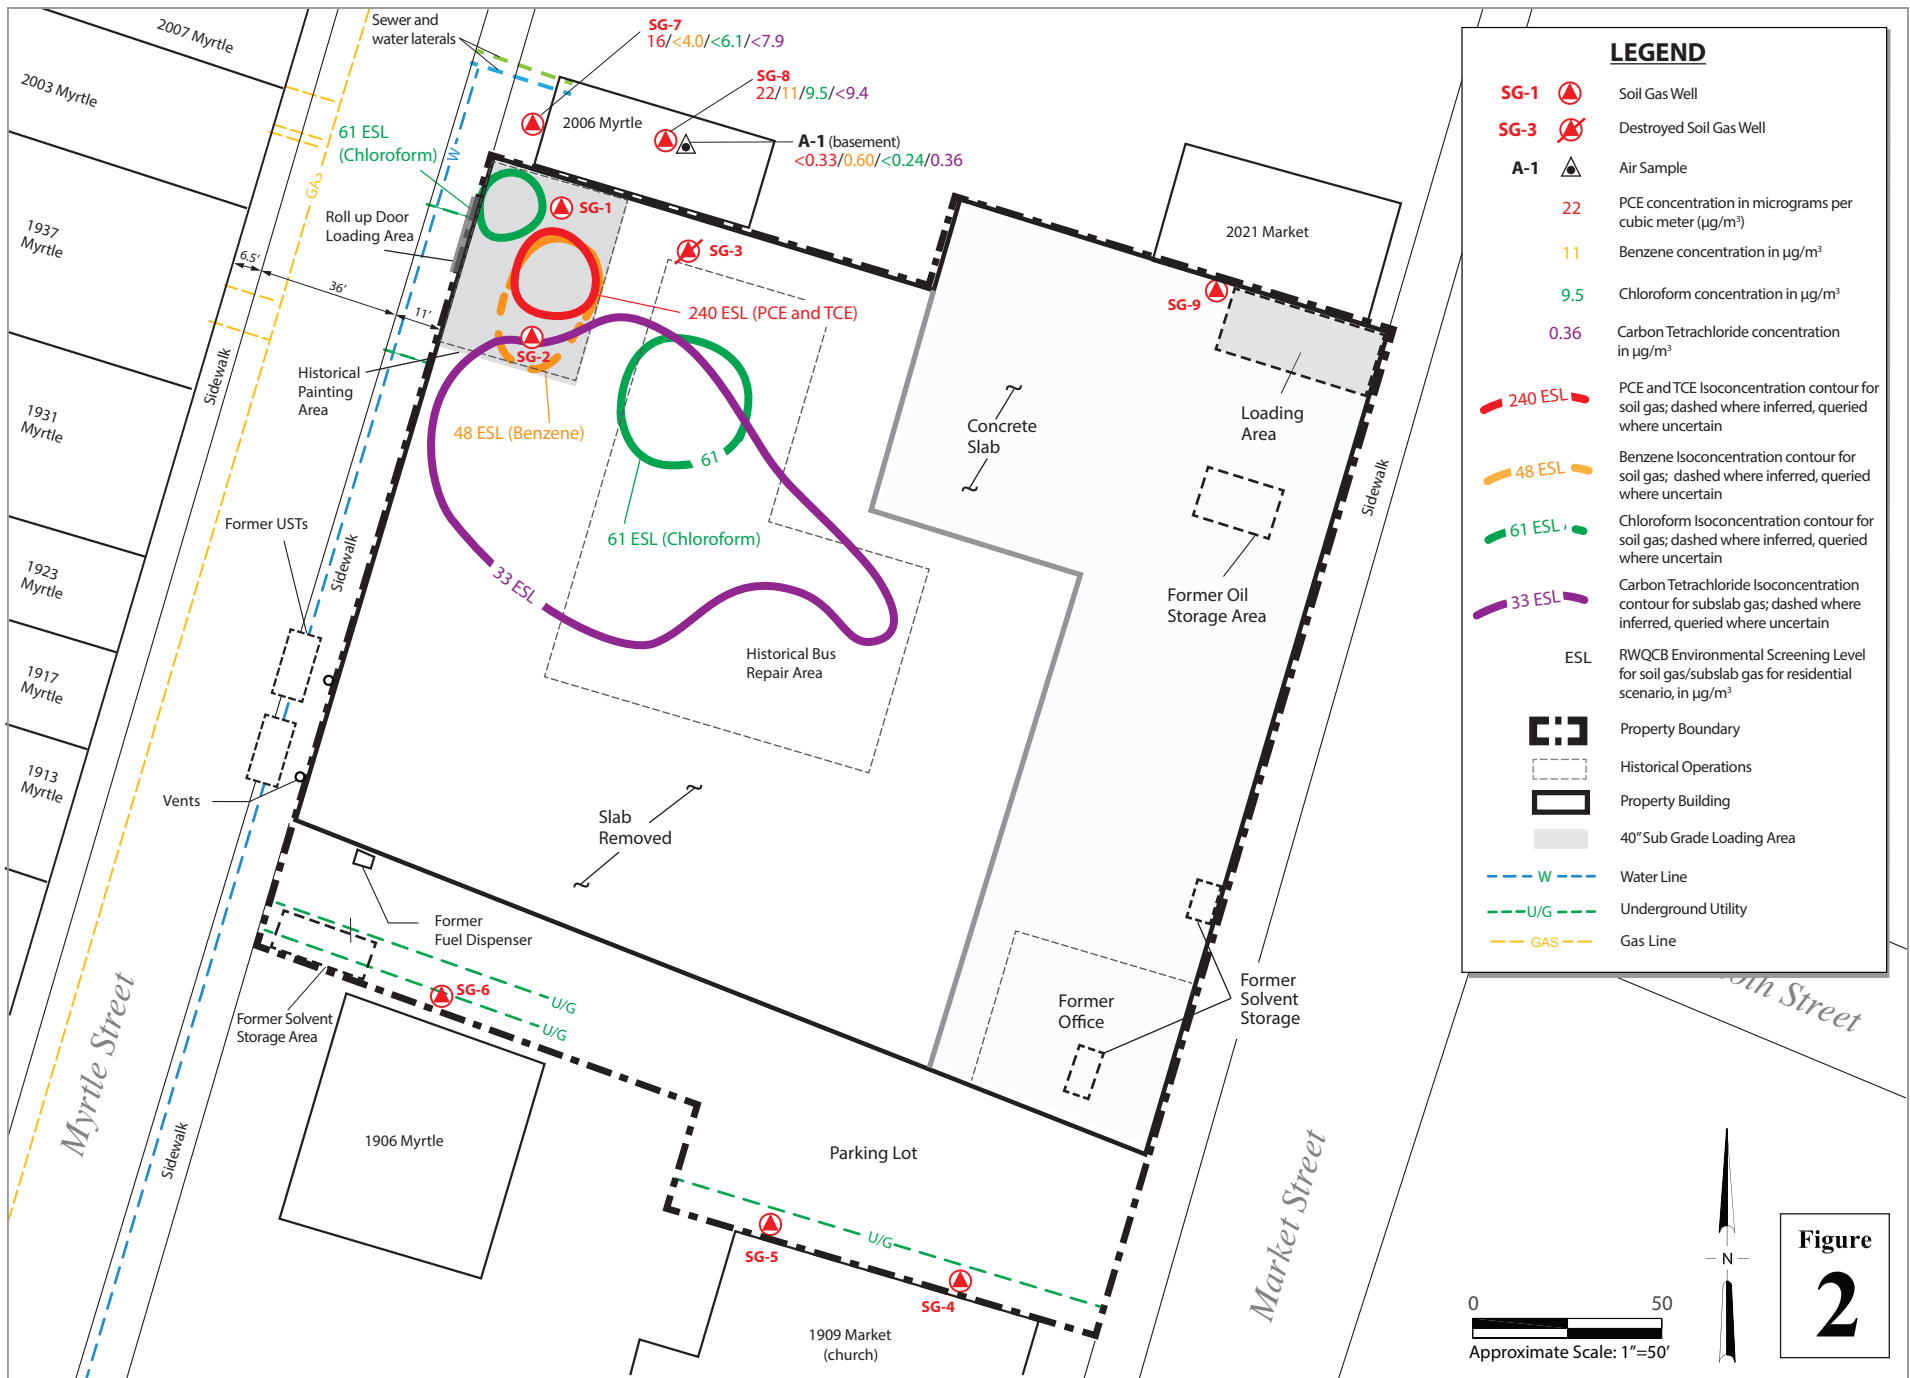 2007 Myrtle
2003 Myrtle
1937
Myrtle
1931
Myrtle
1923
Myrtle
1917
Myrtle
1913
Myrtle
Sewer and
water laterals
SG-7
16/<4.0/<6.1/<7.9
SG-8
22/11/9.5/<9.4
2006 Myrtle
A-1 (basement)
<0.33/0.60/<0.24/0.36
61 ESL
(Chloroform)
W
GAS
Roll up Door
Loading Area
6.5'
36'
11'
SG-1
SG-3
240 ESL (PCE and TCE)
SG-2
Historical
Painting
Area
48 ESL (Benzene)
61
61 ESL (Chloroform)
33 ESL
Sidewalk
Sidewalk
Sidewalk
Sidewalk
Former USTs
Vents
Historical Bus
Repair Area
Slab
Removed
Concrete
Slab
2021 Market
SG-9
Loading
Area
Former Oil
Storage Area
Former
Fuel Dispenser
SG-6
U/G
U/G
Former Solvent
Storage Area
1906 Myrtle
Former
Office
Former
Solvent
Storage
Parking Lot
U/G
SG-5
SG-4
1909 Market
(church)
Myrtle Street
Market Street
Street
LEGEND
SG-1 Soil Gas Well
SG-3 Destroyed Soil Gas Well
A-1 Air Sample
22 PCE concentration in micrograms per
cubic meter (µg/m³)
11 Benzene concentration in µg/m³
9.5 Chloroform concentration in µg/m³
0.36 Carbon Tetrachloride concentration
in µg/m³
240 ESL PCE and TCE Isoconcentration contour for
soil gas; dashed where inferred, queried
where uncertain
48 ESL Benzene Isoconcentration contour for
soil gas; dashed where inferred, queried
where uncertain
61 ESL Chloroform Isoconcentration contour for
soil gas; dashed where inferred, queried
where uncertain
33 ESL Carbon Tetrachloride Isoconcentration
contour for subslab gas; dashed where
inferred, queried where uncertain
ESL RWQCB Environmental Screening Level
for soil gas/subslab gas for residential
scenario, in µg/m³
Property Boundary
Historical Operations
Property Building
40" Sub Grade Loading Area
W Water Line
U/G Underground Utility
GAS Gas Line
N
0 50
Approximate Scale: 1"=50'
Figure
2